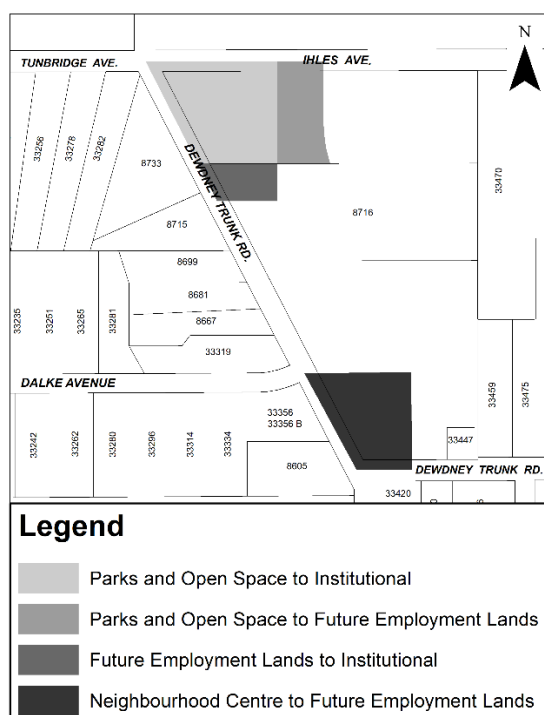 N
TUNBRIDGE AVE.
IHLES AVE.
33256
33278
33282
8733
DEWDNEY TRUNK RD.
33470
8716
8715
8699
8681
8667
33319
33235
33251
33265
33281
DALKE AVENUE
33242
33262
33280
33296
33314
33334
33356
33356 B
8605
33459
33475
33447
DEWDNEY TRUNK RD.
33420
Legend
Parks and Open Space to Institutional
Parks and Open Space to Future Employment Lands
Future Employment Lands to Institutional
Neighbourhood Centre to Future Employment Lands